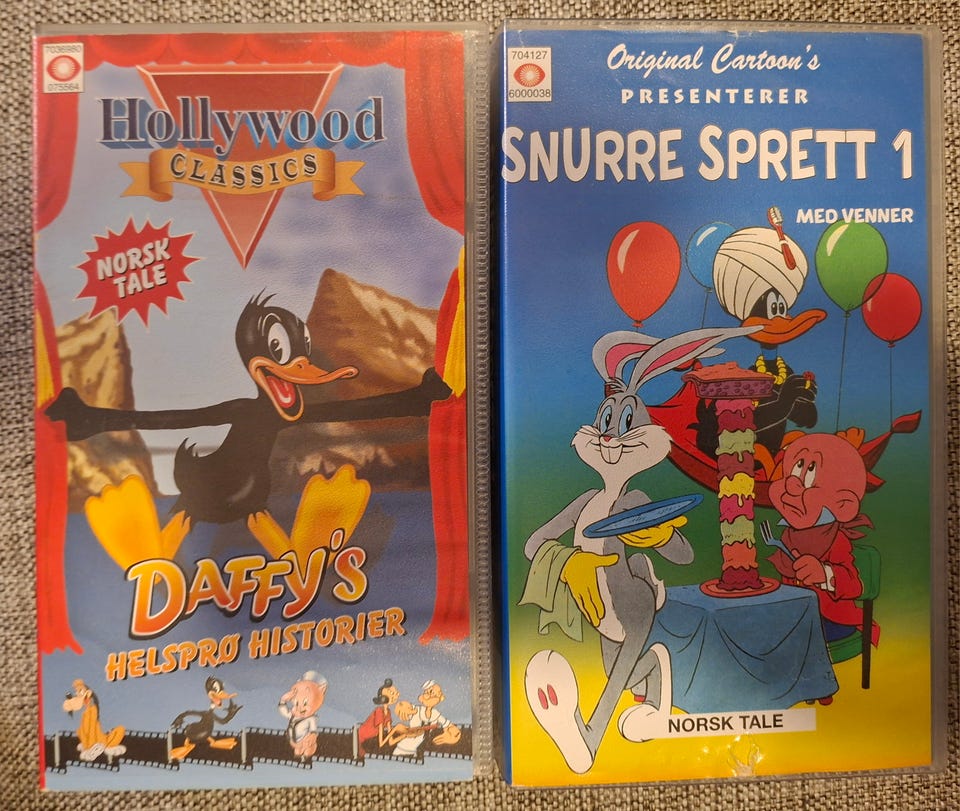 7036980
075564
Hollywood
CLASSICS
NORSK
TALE
DAFFY'S
HELSPRØ HISTORIER
704127
6000038
Original Cartoon's
PRESENTERER
SNURRE SPRETT 1
MED VENNER
NORSK TALE